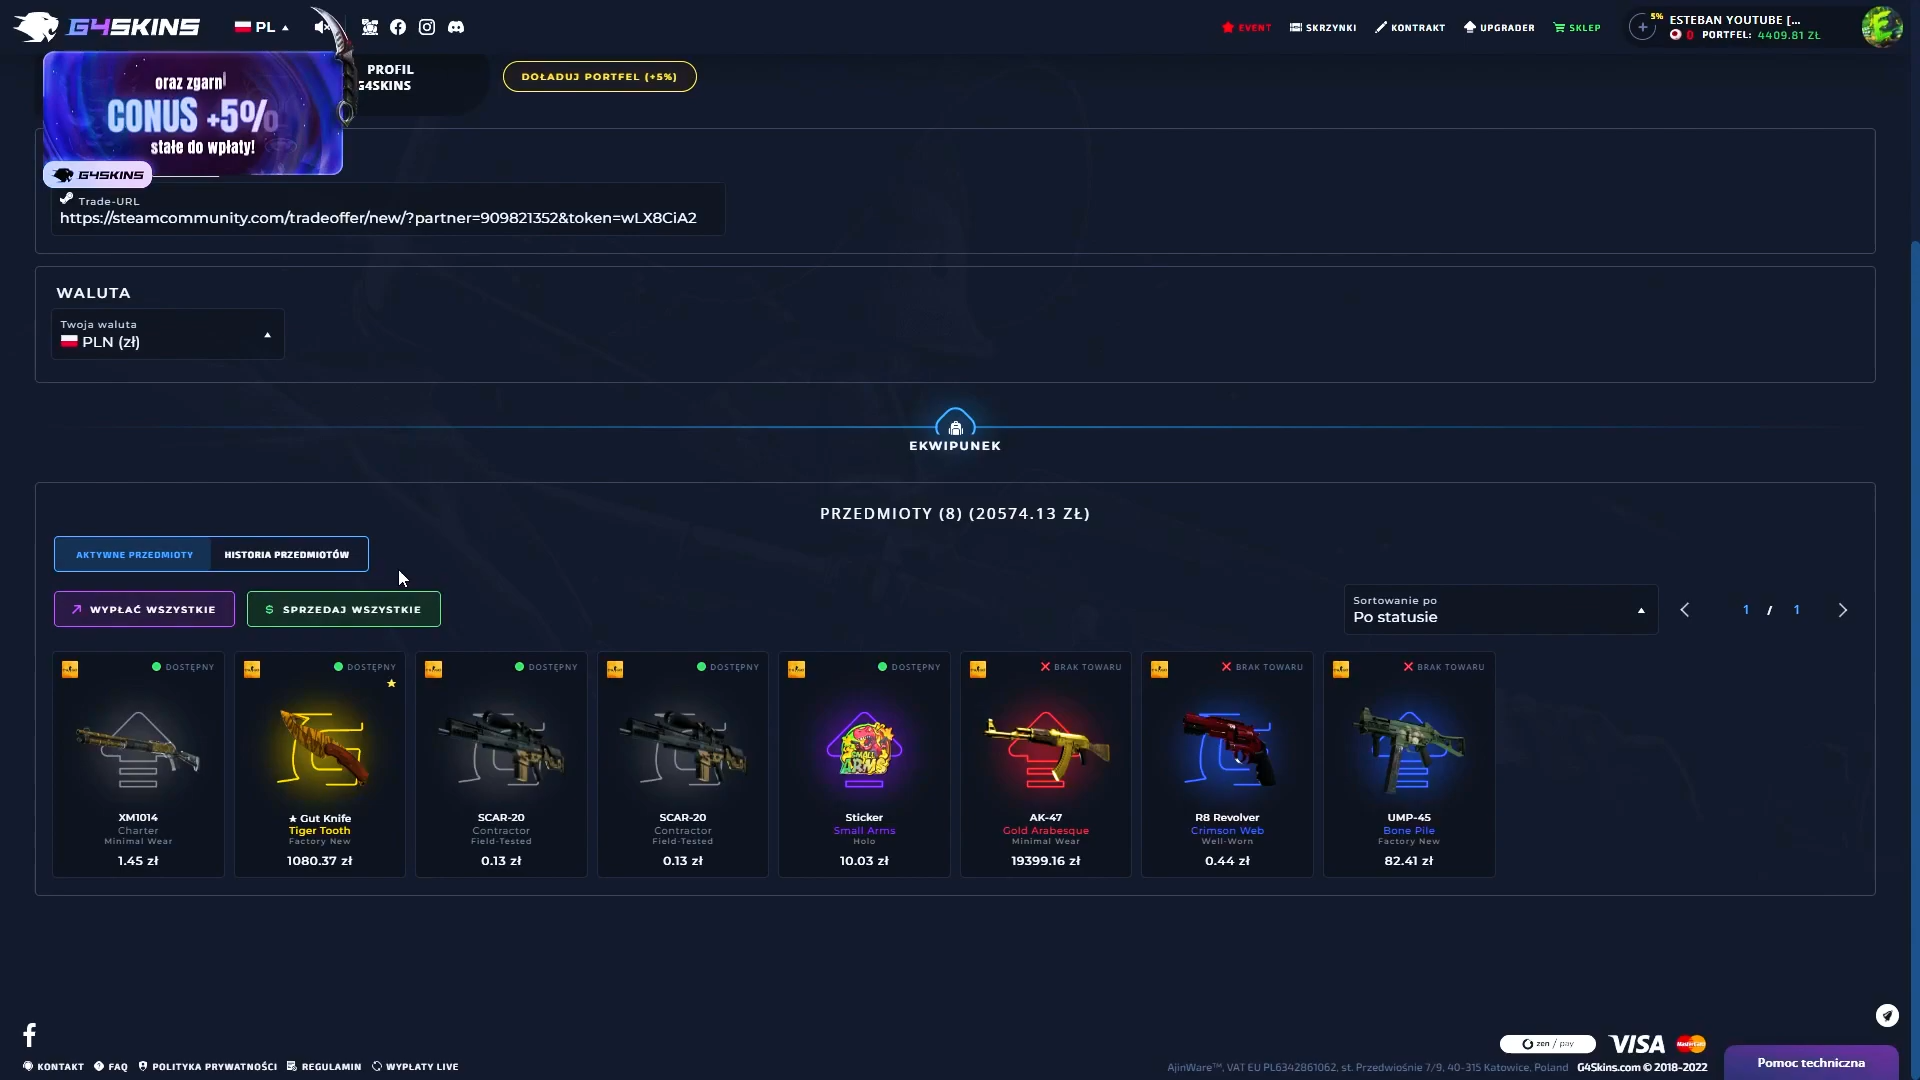 G4SKINS
PL
EVENT
SKRZYNKI
KONTRAKT
UPGRADER
SKLEP
5%
ESTEBAN YOUTUBE [...
0 PORTFEL: 4409.81 ZŁ
oraz zgarni
CONUS +5%
stałe do wpłaty!
G4SKINS
PROFIL
G4SKINS
DOŁADUJ PORTFEL (+5%)
Trade-URL
https://steamcommunity.com/tradeoffer/new/?partner=909821352&token=wLX8CiA2
WALUTA
Twoja waluta
PLN (zł)
EKWIPUNEK
PRZEDMIOTY (8) (20574.13 ZŁ)
AKTYWNE PRZEDMIOTY
HISTORIA PRZEDMIOTÓW
WYPŁAĆ WSZYSTKIE
$ SPRZEDAJ WSZYSTKIE
Sortowanie po
Po statusie
1 / 1
DOSTĘPNY
XM1014
Charter
Minimal Wear
1.45 zł
DOSTĘPNY
★ Gut Knife
Tiger Tooth
Factory New
1080.37 zł
DOSTĘPNY
SCAR-20
Contractor
Field-Tested
0.13 zł
DOSTĘPNY
SCAR-20
Contractor
Field-Tested
0.13 zł
DOSTĘPNY
SMALL
ARMS
Sticker
Small Arms
Holo
10.03 zł
BRAK TOWARU
AK-47
Gold Arabesque
Minimal Wear
19399.16 zł
BRAK TOWARU
R8 Revolver
Crimson Web
Well-Worn
0.44 zł
BRAK TOWARU
UMP-45
Bone Pile
Factory New
82.41 zł
zen / pay
VISA
MasterCard
KONTAKT
FAQ
POLITYKA PRYWATNOŚCI
REGULAMIN
WYPŁATY LIVE
AjinWare™, VAT EU PL6342861062, st. Przedwiośnie 7/9, 40-315 Katowice, Poland G4Skins.com © 2018-2022
Pomoc techniczna